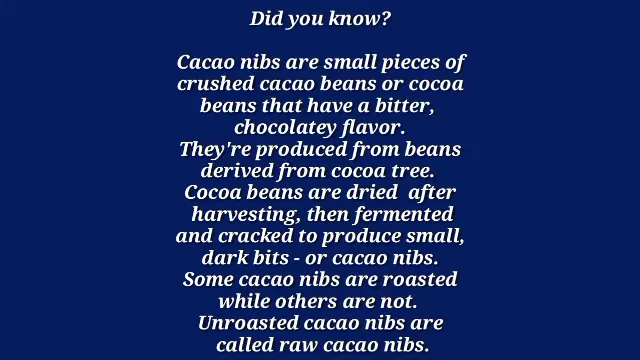 Did you know?
Cacao nibs are small pieces of
crushed cacao beans or cocoa
beans that have a bitter,
chocolatey flavor.
They're produced from beans
derived from cocoa tree.
Cocoa beans are dried  after
harvesting, then fermented
and cracked to produce small,
dark bits - or cacao nibs.
Some cacao nibs are roasted
while others are not.
Unroasted cacao nibs are
called raw cacao nibs.